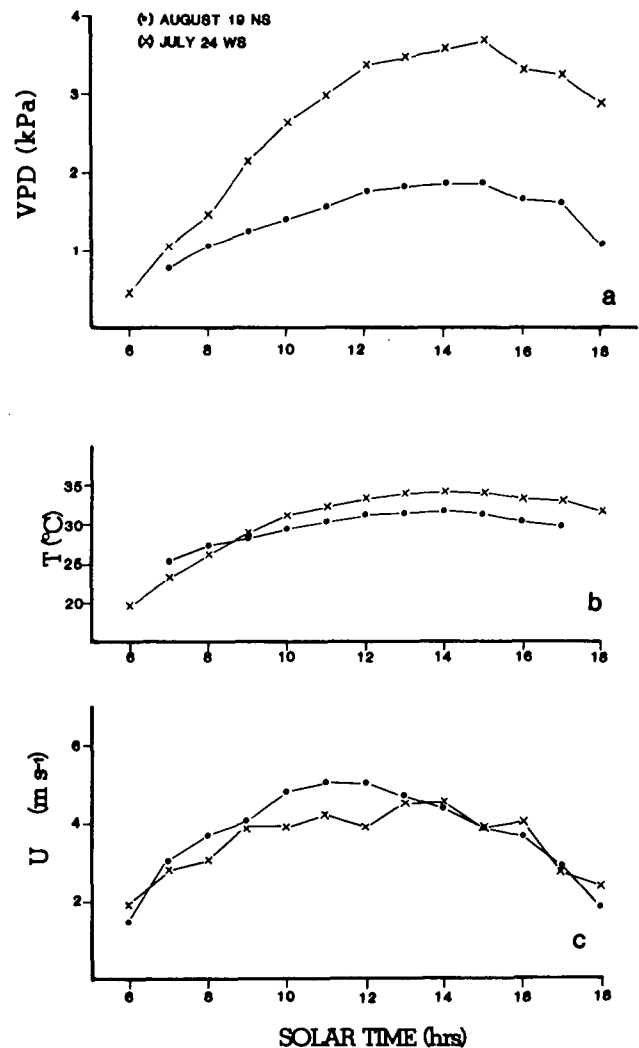 (•) AUGUST 19 NS
(x) JULY 24 WS
VPD (kPa)
4
3
2
1
6 8 10 12 14 16 18
a
T (°C)
35
30
25
20
6 8 10 12 14 16 18
b
U (m s-1)
6
4
2
6 8 10 12 14 16 18
c
SOLAR TIME (hrs)